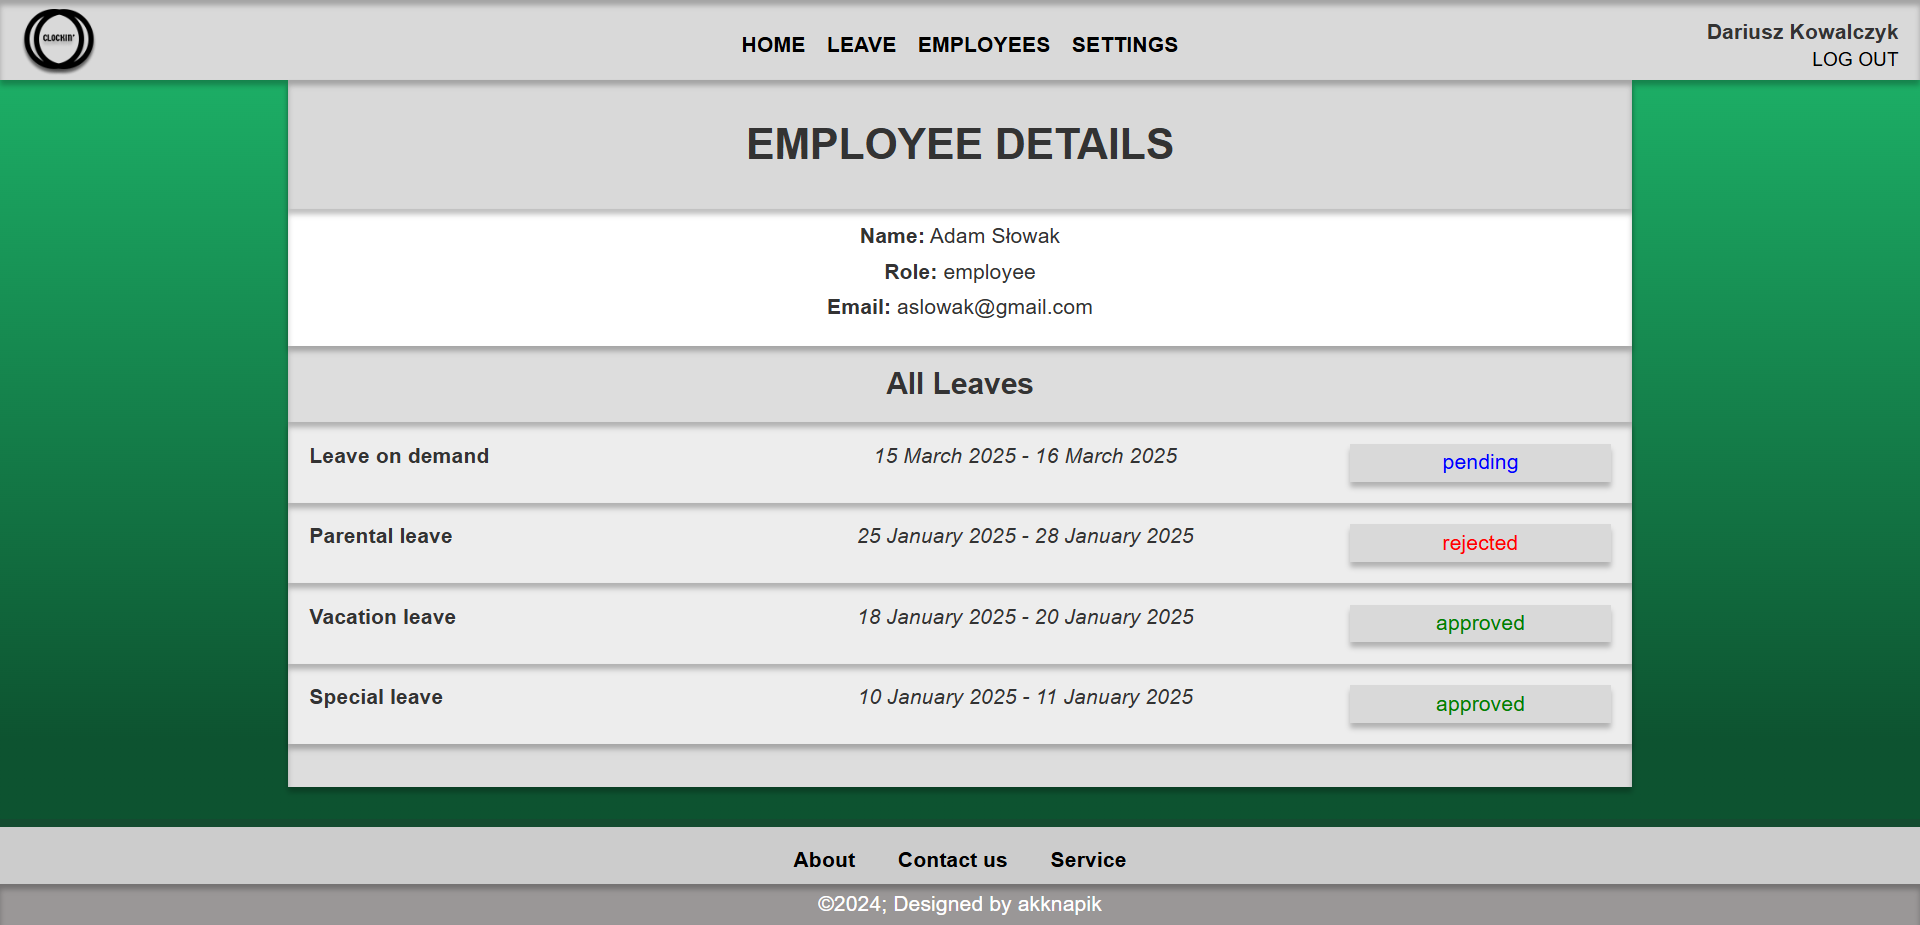 CLOCKIN'
HOME LEAVE EMPLOYEES SETTINGS
Dariusz Kowalczyk
LOG OUT
EMPLOYEE DETAILS
Name: Adam Słowak
Role: employee
Email: aslowak@gmail.com
All Leaves
Leave on demand 15 March 2025 - 16 March 2025 pending
Parental leave 25 January 2025 - 28 January 2025 rejected
Vacation leave 18 January 2025 - 20 January 2025 approved
Special leave 10 January 2025 - 11 January 2025 approved
About Contact us Service
©2024; Designed by akknapik